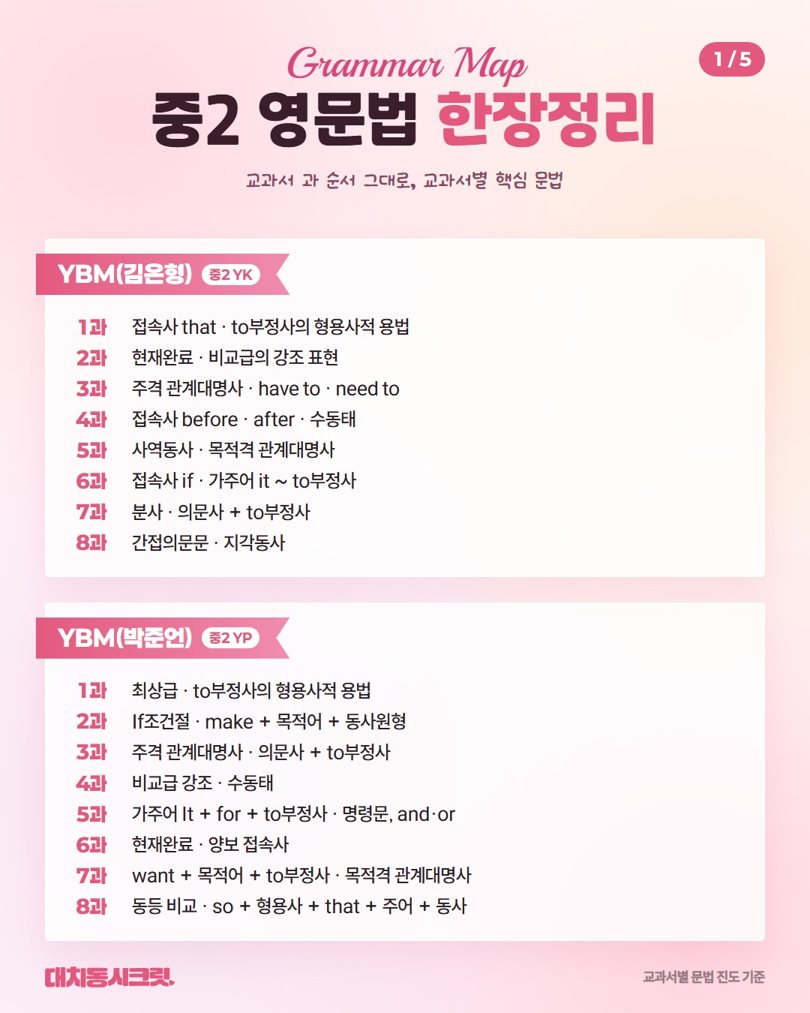 Grammar Map
1 / 5
중2 영문법 한장정리
교과서 과 순서 그대로, 교과서별 핵심 문법
YBM(김은형) 중2 YK
1과 접속사 that · to부정사의 형용사적 용법
2과 현재완료 · 비교급의 강조 표현
3과 주격 관계대명사 · have to · need to
4과 접속사 before · after · 수동태
5과 사역동사 · 목적격 관계대명사
6과 접속사 if · 가주어 it ~ to부정사
7과 분사 · 의문사 + to부정사
8과 간접의문문 · 지각동사
YBM(박준언) 중2 YP
1과 최상급 · to부정사의 형용사적 용법
2과 If조건절 · make + 목적어 + 동사원형
3과 주격 관계대명사 · 의문사 + to부정사
4과 비교급 강조 · 수동태
5과 가주어 It + for + to부정사 · 명령문, and·or
6과 현재완료 · 양보 접속사
7과 want + 목적어 + to부정사 · 목적격 관계대명사
8과 동등 비교 · so + 형용사 + that + 주어 + 동사
대치동시크릿
교과서별 문법 진도 기준